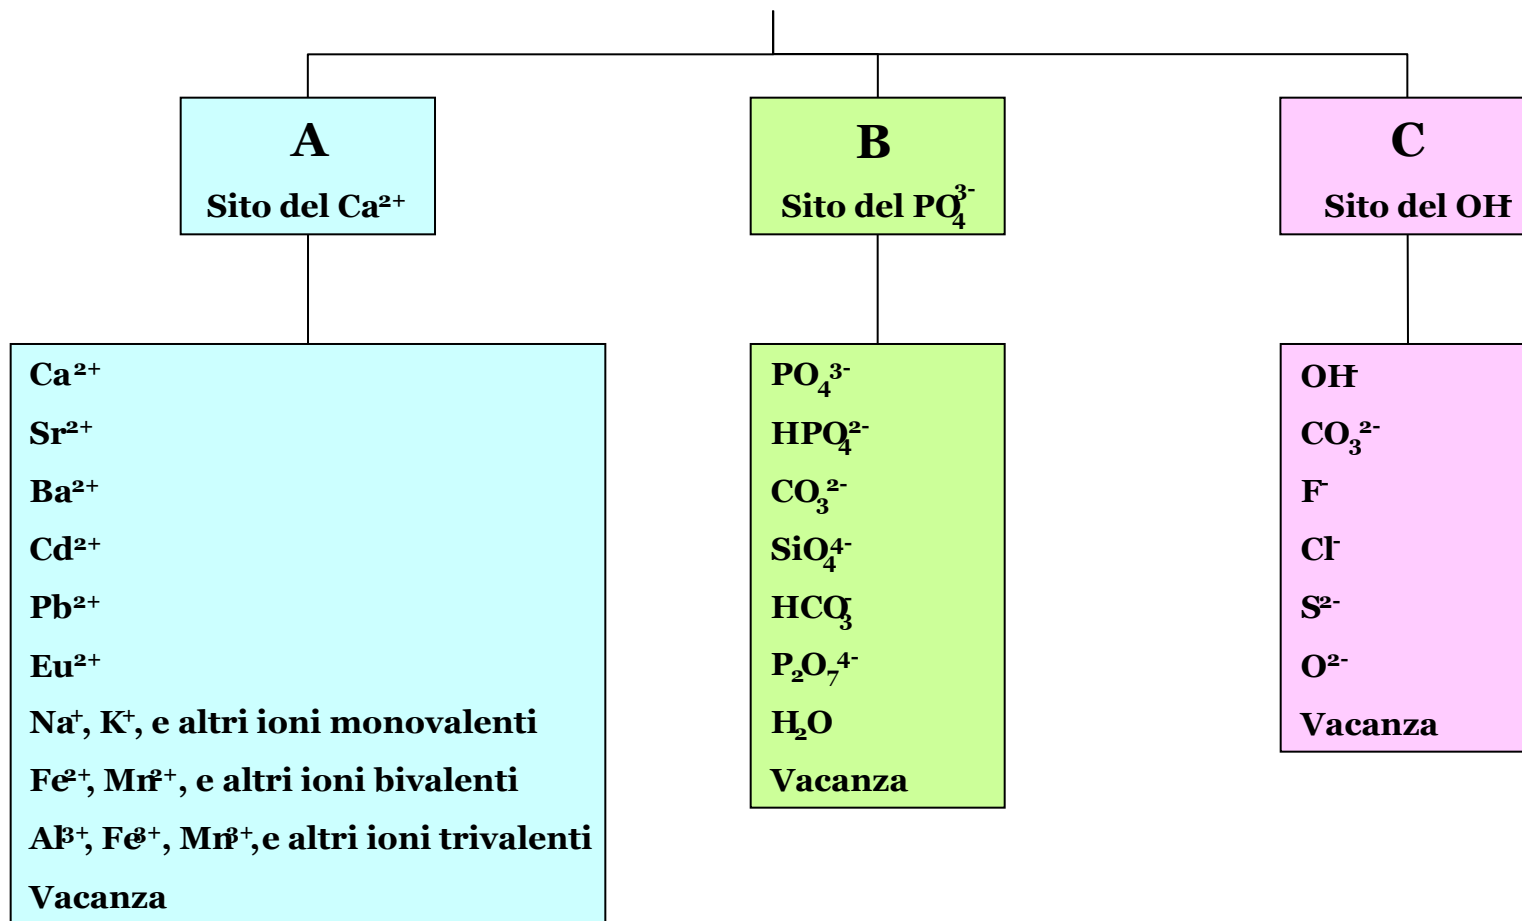 A
Sito del Ca²⁺
B
Sito del PO₄³⁻
C
Sito del OH⁻
Ca²⁺
Sr²⁺
Ba²⁺
Cd²⁺
Pb²⁺
Eu²⁺
Na⁺, K⁺, e altri ioni monovalenti
Fe²⁺, Mn²⁺, e altri ioni bivalenti
Al³⁺, Fe³⁺, Mn³⁺,e altri ioni trivalenti
Vacanza
PO₄³⁻
HPO₄²⁻
CO₃²⁻
SiO₄⁴⁻
HCO₃⁻
P₂O₇⁴⁻
H₂O
Vacanza
OH⁻
CO₃²⁻
F⁻
Cl⁻
S²⁻
O²⁻
Vacanza